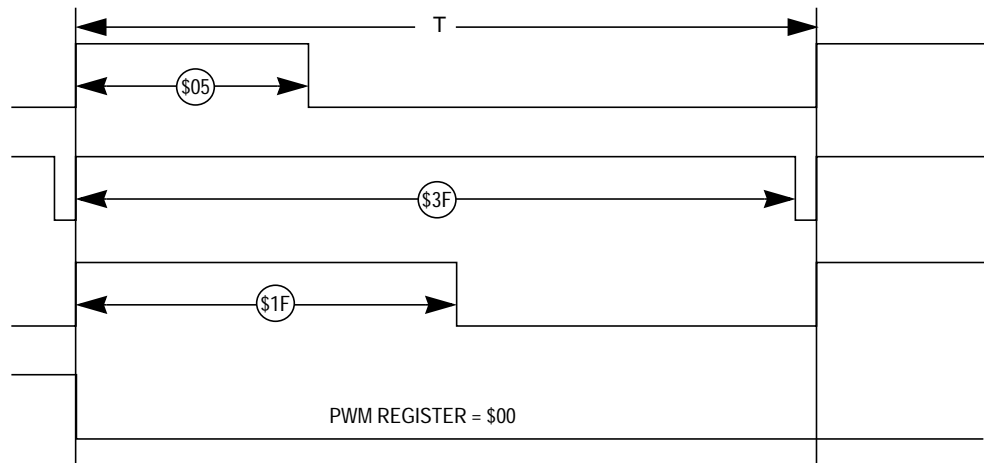 T
$05
$3F
$1F
PWM REGISTER = $00